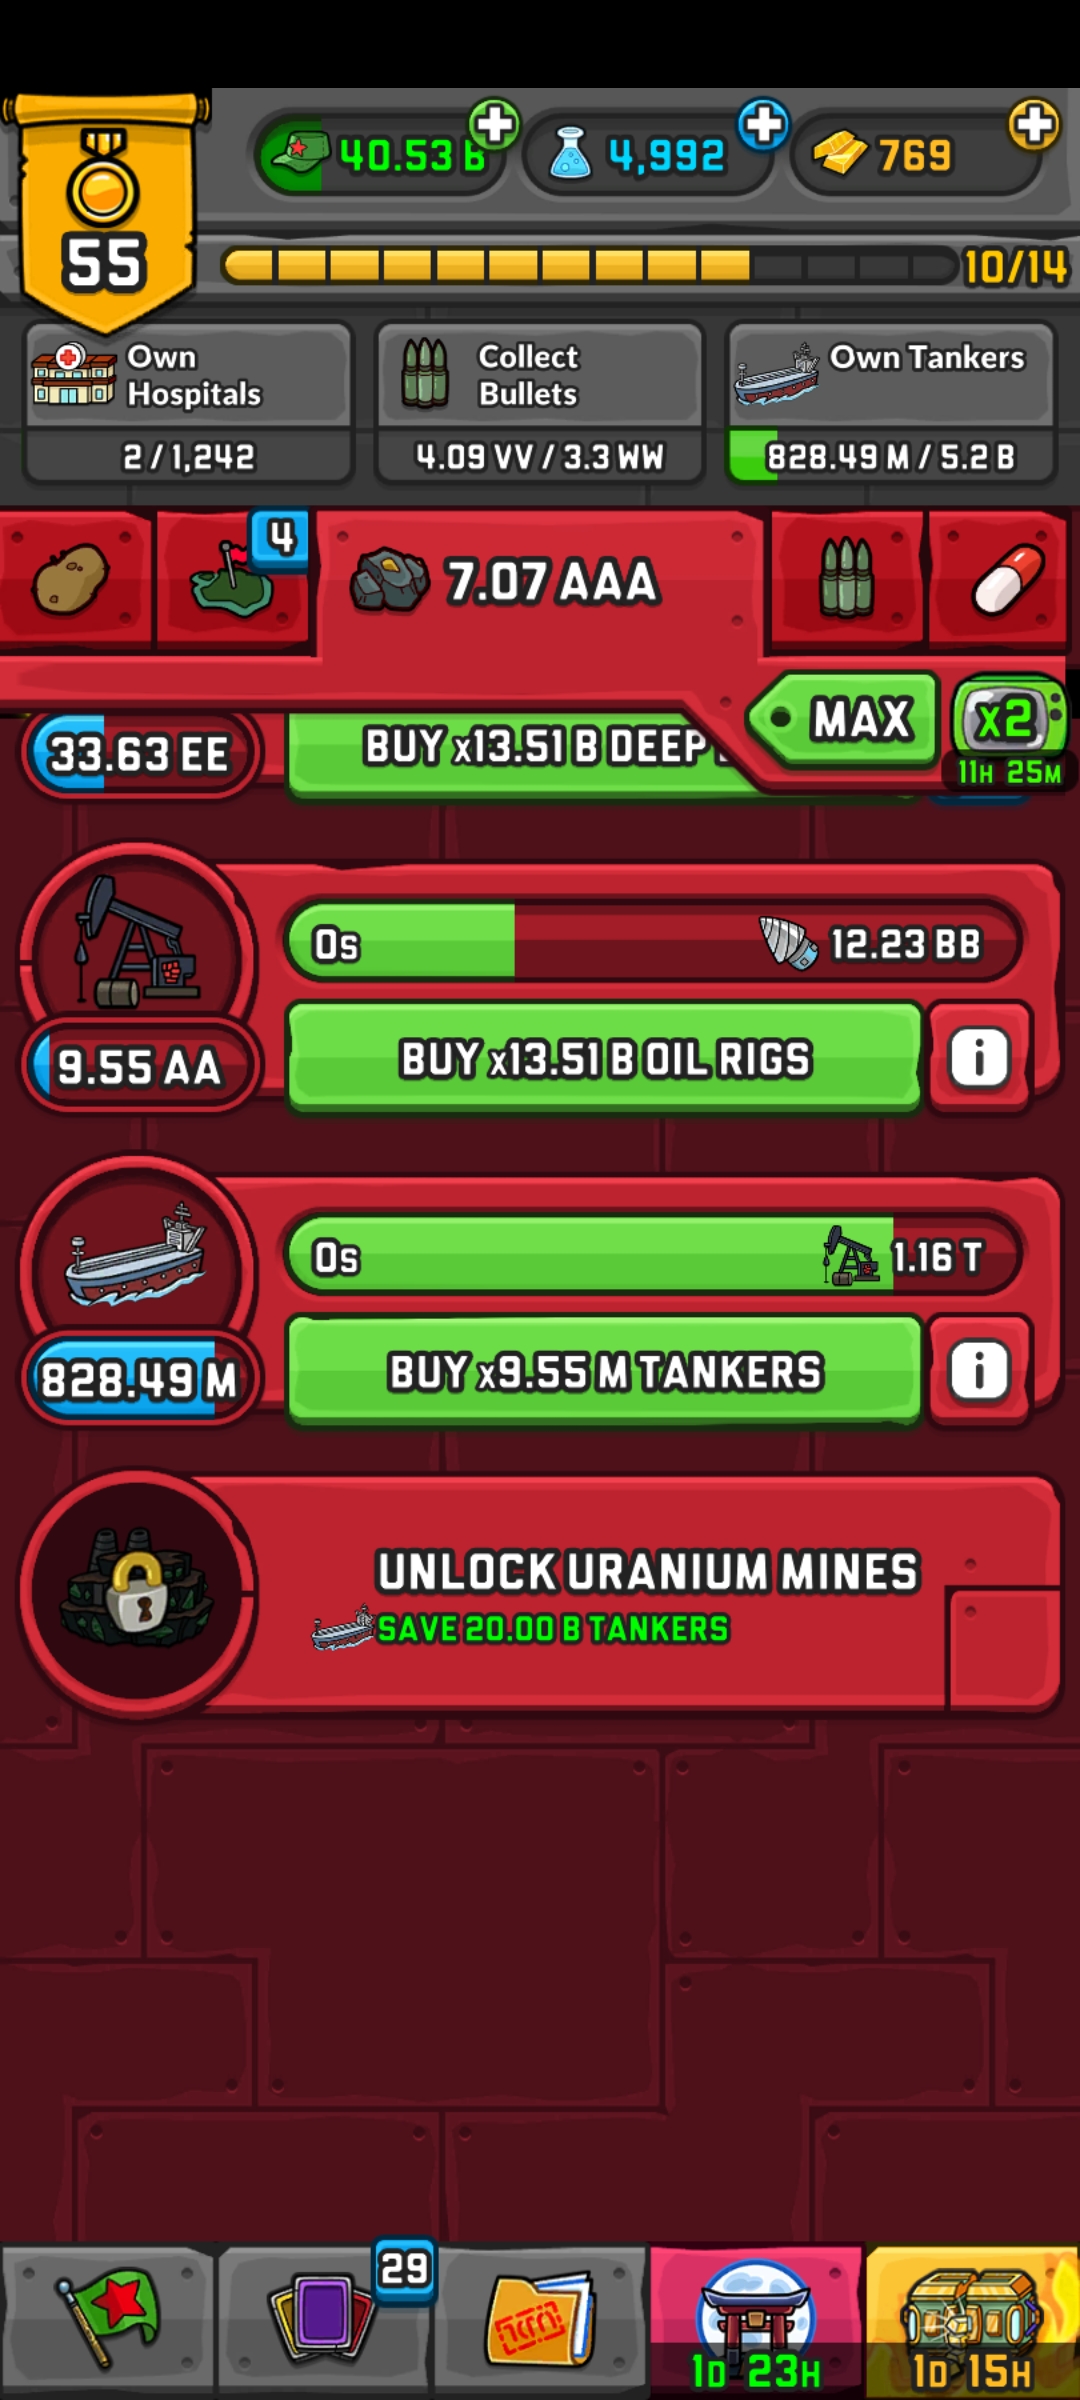 40.53 B
4,992
769
55
10/14
Own
Hospitals
2 / 1,242
Collect
Bullets
4.09 VV / 3.3 WW
Own Tankers
828.49 M / 5.2 B
4
7.07 AAA
MAX
x2
11H 25M
33.63 EE
BUY x13.51 B DEEP
0s
12.23 BB
9.55 AA
BUY x13.51 B OIL RIGS
i
0s
1.16 T
828.49 M
BUY x9.55 M TANKERS
i
UNLOCK URANIUM MINES
SAVE 20.00 B TANKERS
29
1D 23H
1D 15H